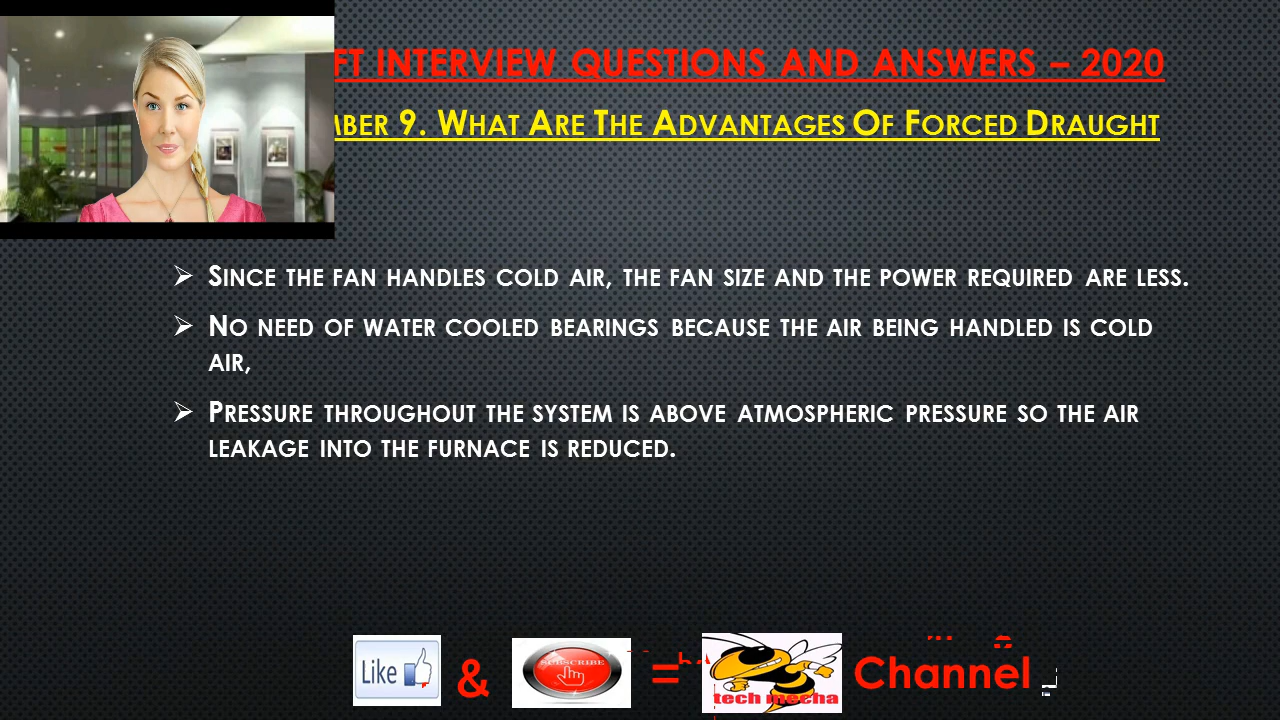 FT INTERVIEW QUESTIONS AND ANSWERS – 2020
MBER 9. WHAT ARE THE ADVANTAGES OF FORCED DRAUGHT
➢ SINCE THE FAN HANDLES COLD AIR, THE FAN SIZE AND THE POWER REQUIRED ARE LESS.
➢ NO NEED OF WATER COOLED BEARINGS BECAUSE THE AIR BEING HANDLED IS COLD
AIR,
➢ PRESSURE THROUGHOUT THE SYSTEM IS ABOVE ATMOSPHERIC PRESSURE SO THE AIR
LEAKAGE INTO THE FURNACE IS REDUCED.
Like & SUBSCRIBE = tech mecha Channel